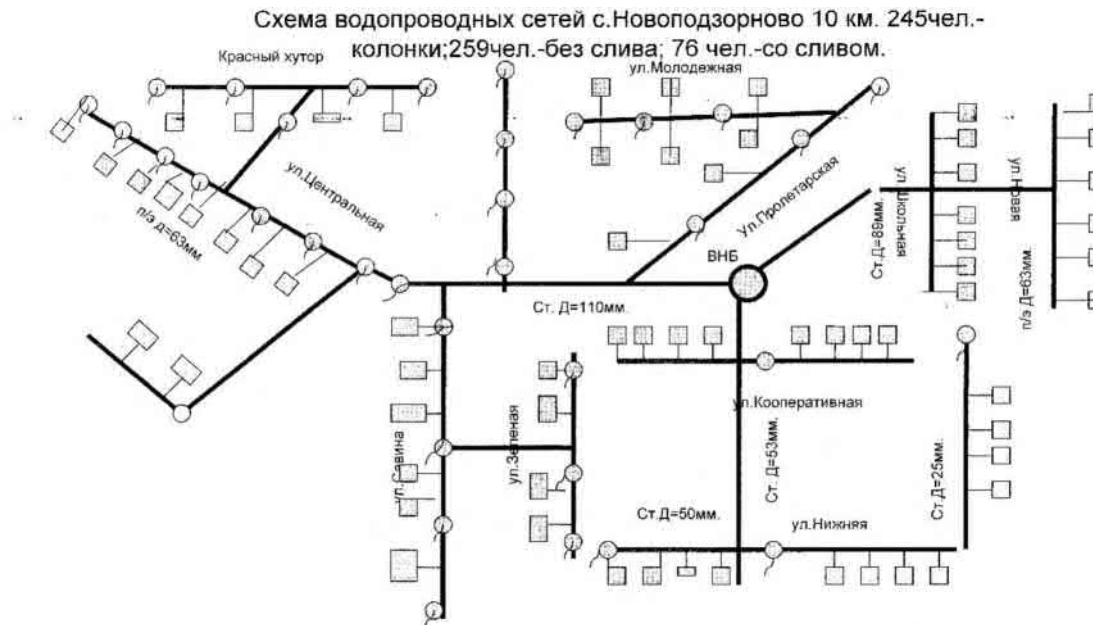 Схема водопроводных сетей с.Новоподзорново 10 км. 245чел.-
колонки;259чел.-без слива; 76 чел.-со сливом.
Красный хутор
ул.Молодежная
ул.Центральная
п/э д=63мм.
Ул.Пролетарская
ВНБ
Ст.Д=89мм.
ул.Школьная
ул.Новая
п/э Д=63мм.
Ст. Д=110мм.
ул.Савина
ул.Зеленая
ул.Кооперативная
Ст. Д=53мм.
Ст.Д=50мм.
ул.Нижняя
Ст.Д=25мм.